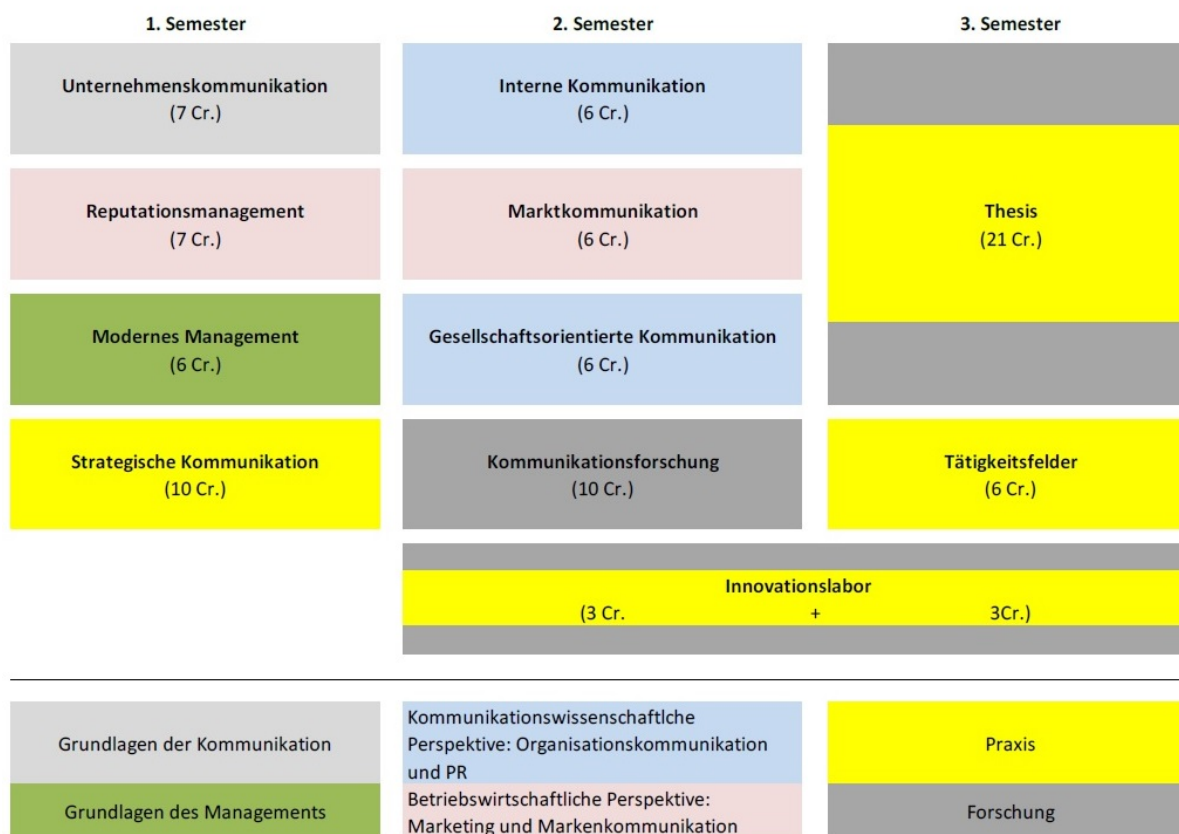 1. Semester
2. Semester
3. Semester
Unternehmenskommunikation
(7 Cr.)
Interne Kommunikation
(6 Cr.)
Reputationsmanagement
(7 Cr.)
Marktkommunikation
(6 Cr.)
Thesis
(21 Cr.)
Modernes Management
(6 Cr.)
Gesellschaftsorientierte Kommunikation
(6 Cr.)
Strategische Kommunikation
(10 Cr.)
Kommunikationsforschung
(10 Cr.)
Tätigkeitsfelder
(6 Cr.)
Innovationslabor
(3 Cr. + 3Cr.)
Grundlagen der Kommunikation
Kommunikationswissenschaftlche
Perspektive: Organisationskommunikation
und PR
Praxis
Grundlagen des Managements
Betriebswirtschaftliche Perspektive:
Marketing und Markenkommunikation
Forschung